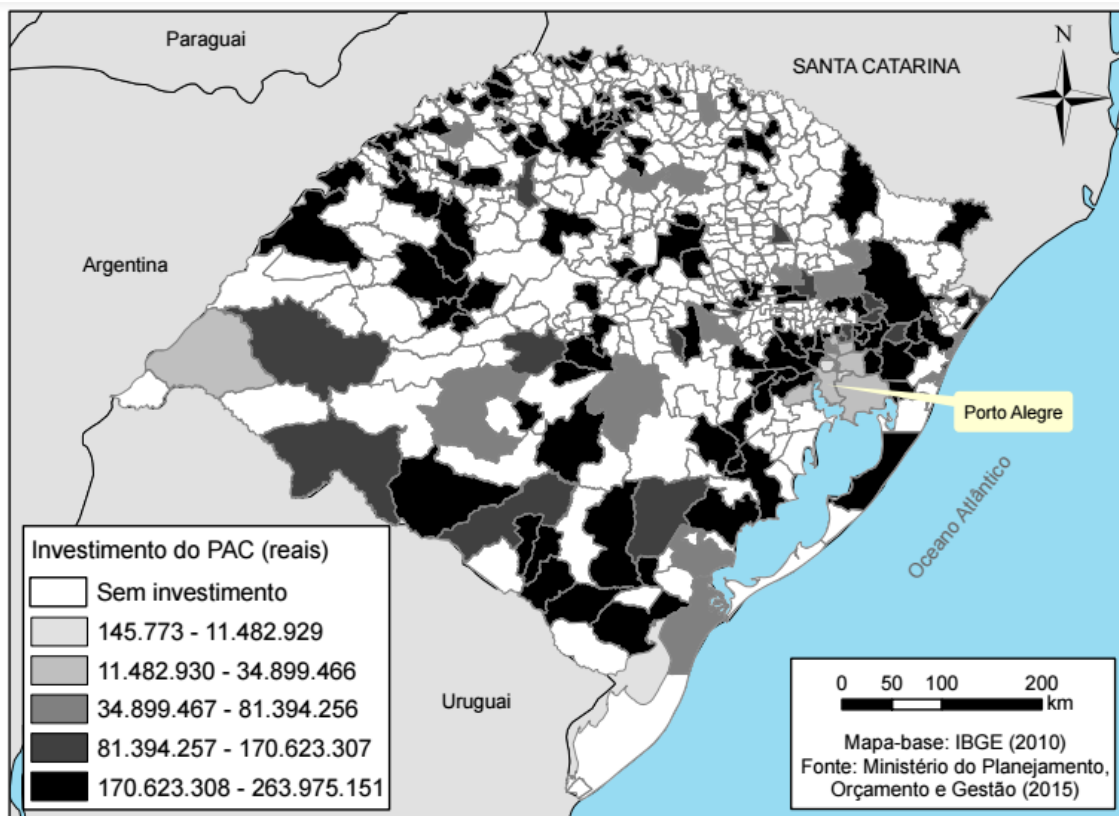 Paraguai
SANTA CATARINA
N
Argentina
Porto Alegre
Oceano Atlântico
Uruguai
Investimento do PAC (reais)
Sem investimento
145.773 - 11.482.929
11.482.930 - 34.899.466
34.899.467 - 81.394.256
81.394.257 - 170.623.307
170.623.308 - 263.975.151
0 50 100 200
km
Mapa-base: IBGE (2010)
Fonte: Ministério do Planejamento,
Orçamento e Gestão (2015)